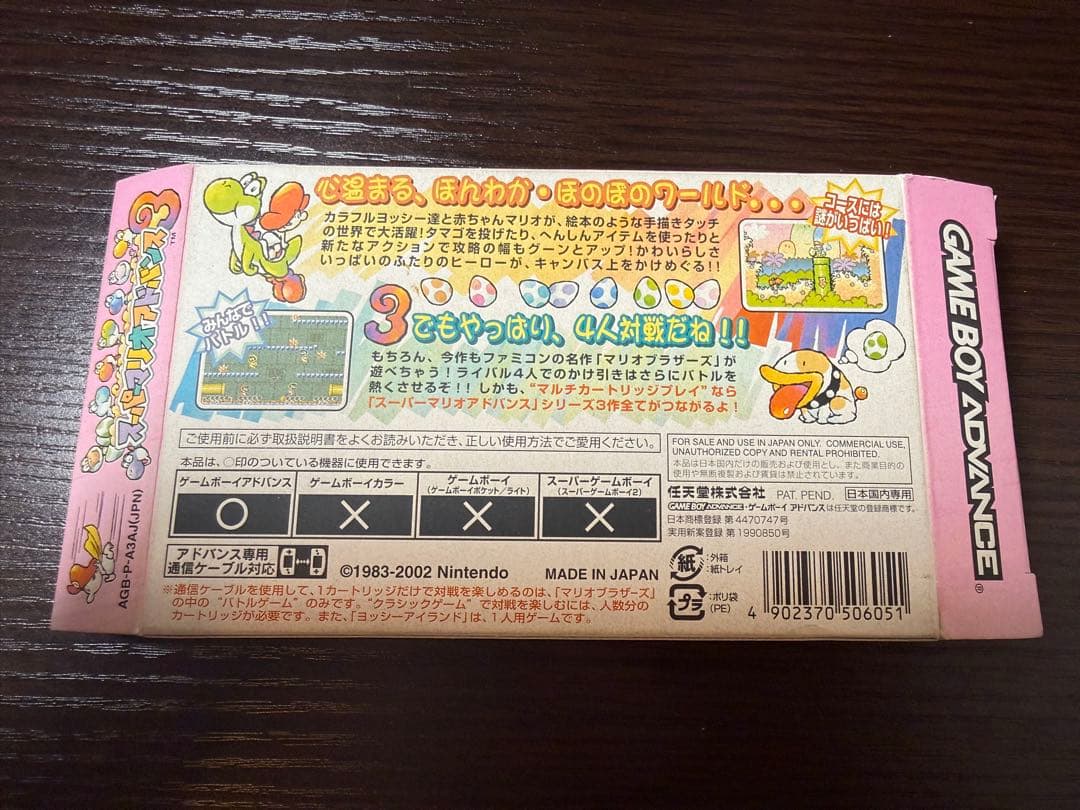 心温まる、ほんわか・ほのぼのワールド...
カラフルヨッシー達と赤ちゃんマリオが、絵本のような手描きタッチ
の世界で大活躍!タマゴを投げたり、へんしんアイテムを使ったりと
新たなアクションで攻略の幅もグーンとアップ!かわいらしさ
いっぱいのふたりのヒーローが、キャンバス上をかけめぐる!!
コースには
謎がいっぱい!
みんなで
バトル!!
3でもやっぱり、4人対戦だね!!
もちろん、今作もファミコンの名作「マリオブラザーズ」が
遊べちゃう!ライバル4人でのかけ引きはさらにバトルを
熱くさせるぞ!!しかも、"マルチカートリッジプレイ"なら
「スーパーマリオアドバンス」シリーズ3作全てがつながるよ!
ご使用前に必ず取扱説明書をよくお読みいただき、正しい使用方法でご愛用ください。
本品は、○印のついている機器に使用できます。
ゲームボーイアドバンス
ゲームボーイカラー
ゲームボーイ
(ゲームボーイポケット/ライト)
スーパーゲームボーイ
(スーパーゲームボーイ2)
○ × × ×
アドバンス専用
通信ケーブル対応
©1983-2002 Nintendo
MADE IN JAPAN
※通信ケーブルを使用して、1カートリッジだけで対戦を楽しめるのは、「マリオブラザーズ」
の中の"バトルゲーム"のみです。"クラシックゲーム"で対戦を楽しむには、人数分の
カートリッジが必要です。また、「ヨッシーアイランド」は、1人用ゲームです。
FOR SALE AND USE IN JAPAN ONLY. COMMERCIAL USE,
UNAUTHORIZED COPY AND RENTAL PROHIBITED.
本品は日本国内だけの販売および使用とし、また商業目的の
使用や無断複製および賃貸は禁止されています。
任天堂株式会社 PAT. PEND. 日本国内専用
GAME BOY ADVANCE・ゲームボーイ アドバンスは任天堂の登録商標です。
日本商標登録 第4470747号
実用新案登録 第1990850号
紙
:外箱
:紙トレイ
プラ
:ポリ袋
(PE)
4 902370 506051
スーパーマリオアドバンス3™
AGB-P-A3AJ(JPN)
GAME BOY ADVANCE®